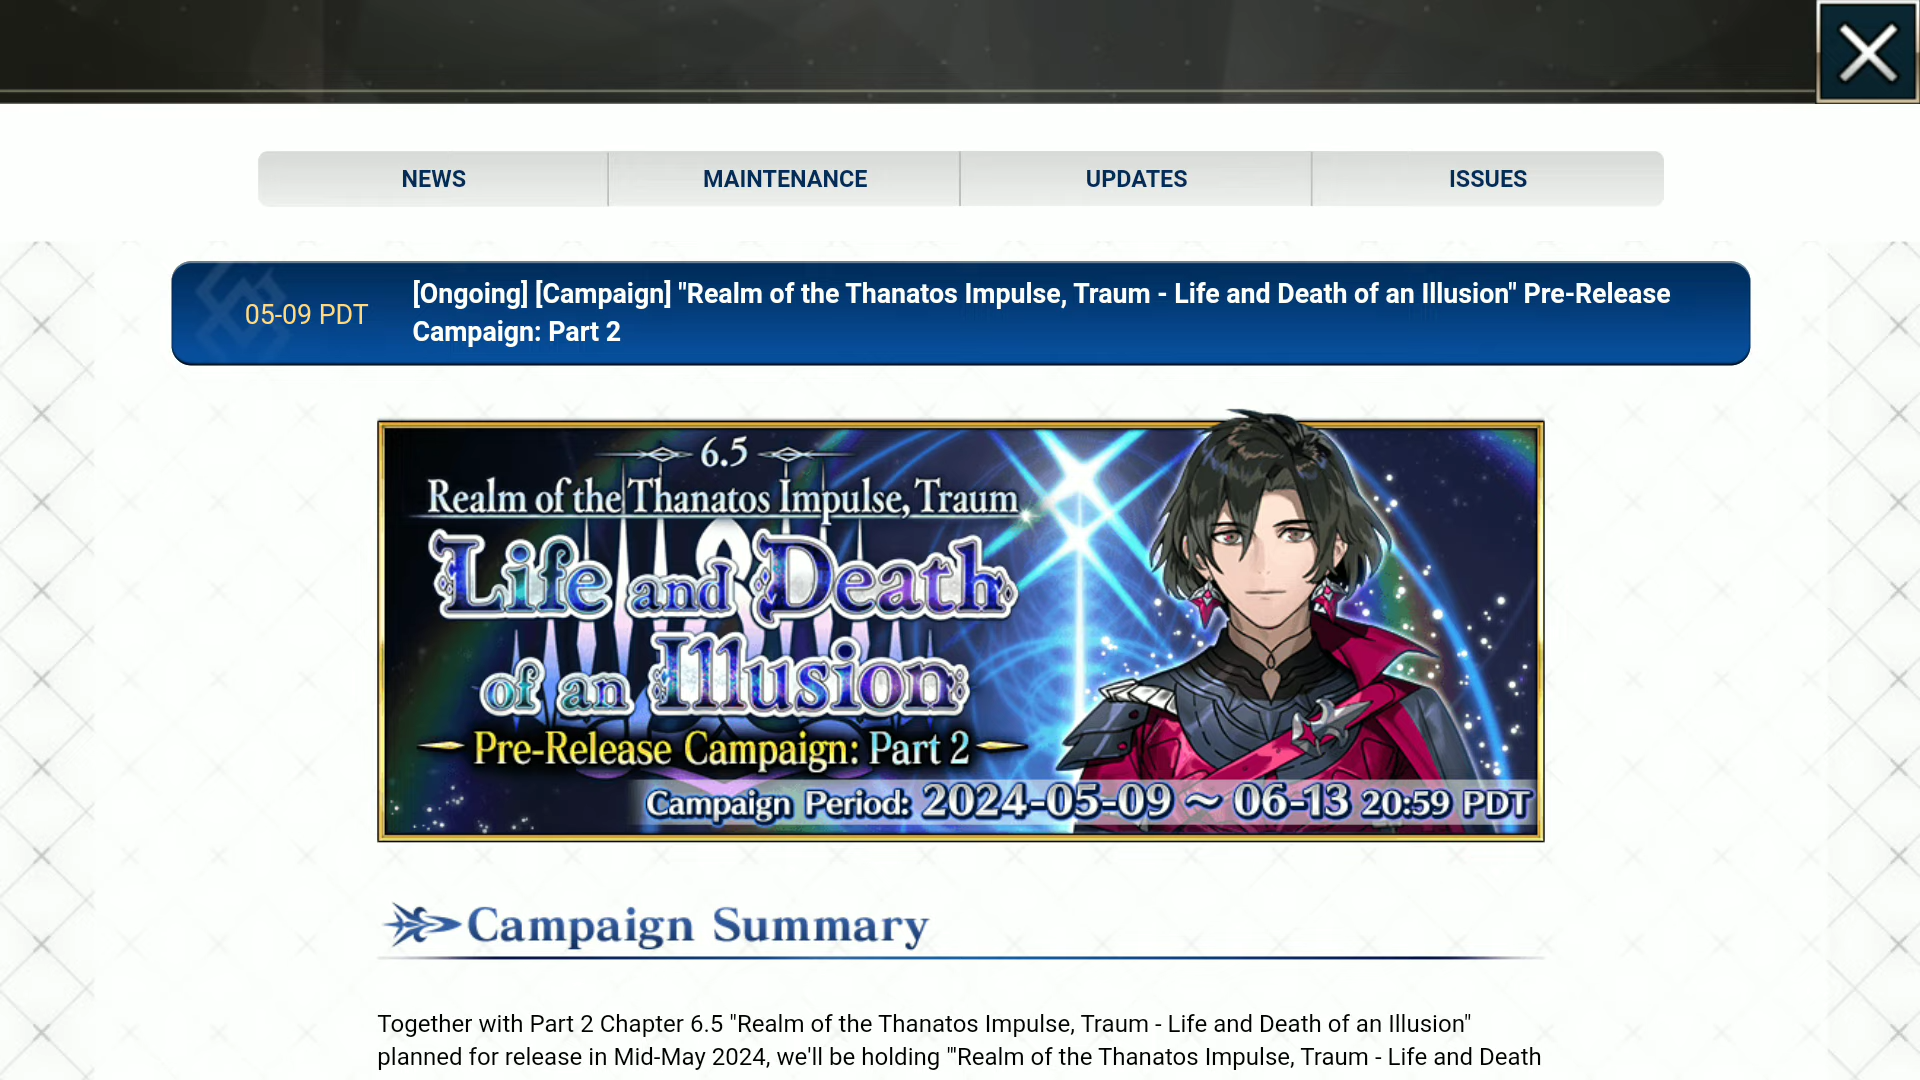 NEWS
MAINTENANCE
UPDATES
ISSUES
05-09 PDT
[Ongoing] [Campaign] "Realm of the Thanatos Impulse, Traum - Life and Death of an Illusion" Pre-Release
Campaign: Part 2
6.5
Realm of the Thanatos Impulse, Traum
Life and Death
of an Illusion
Pre-Release Campaign: Part 2
Campaign Period: 2024-05-09 ~ 06-13 20:59 PDT
Campaign Summary
Together with Part 2 Chapter 6.5 "Realm of the Thanatos Impulse, Traum - Life and Death of an Illusion"
planned for release in Mid-May 2024, we'll be holding "'Realm of the Thanatos Impulse, Traum - Life and Death